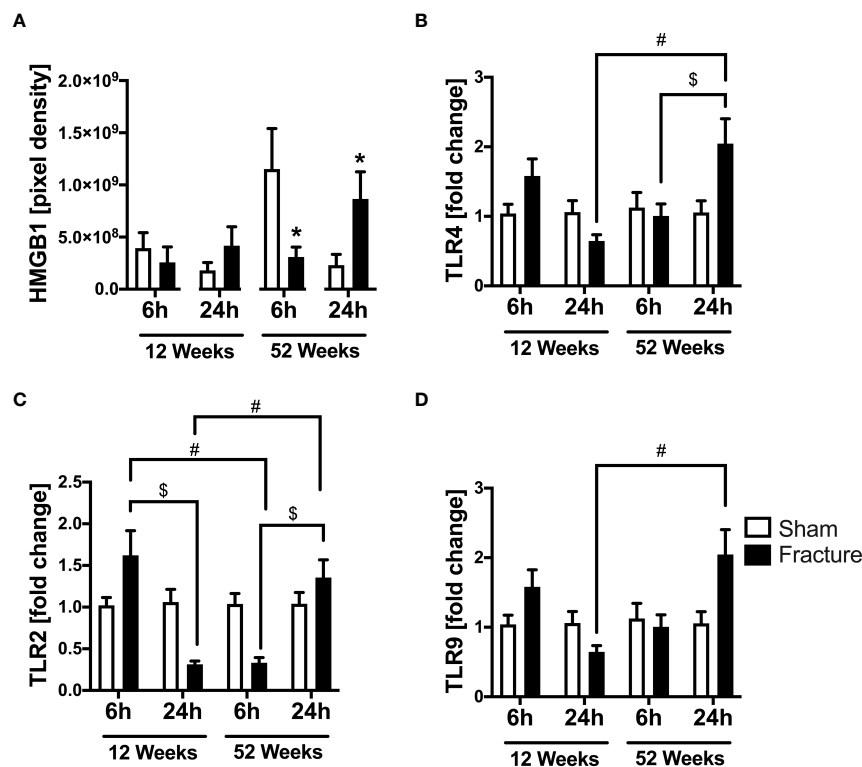 A
HMGB1 [pixel density]
2.0×10⁹
1.5×10⁹
1.0×10⁹
5.0×10⁸
0.0
*
*
6h 24h 6h 24h
12 Weeks 52 Weeks
B
TLR4 [fold change]
3
2
1
0
#
$
6h 24h 6h 24h
12 Weeks 52 Weeks
C
TLR2 [fold change]
2.5
2.0
1.5
1.0
0.5
0.0
#
#
$
$
6h 24h 6h 24h
12 Weeks 52 Weeks
D
TLR9 [fold change]
3
2
1
0
#
6h 24h 6h 24h
12 Weeks 52 Weeks
Sham
Fracture